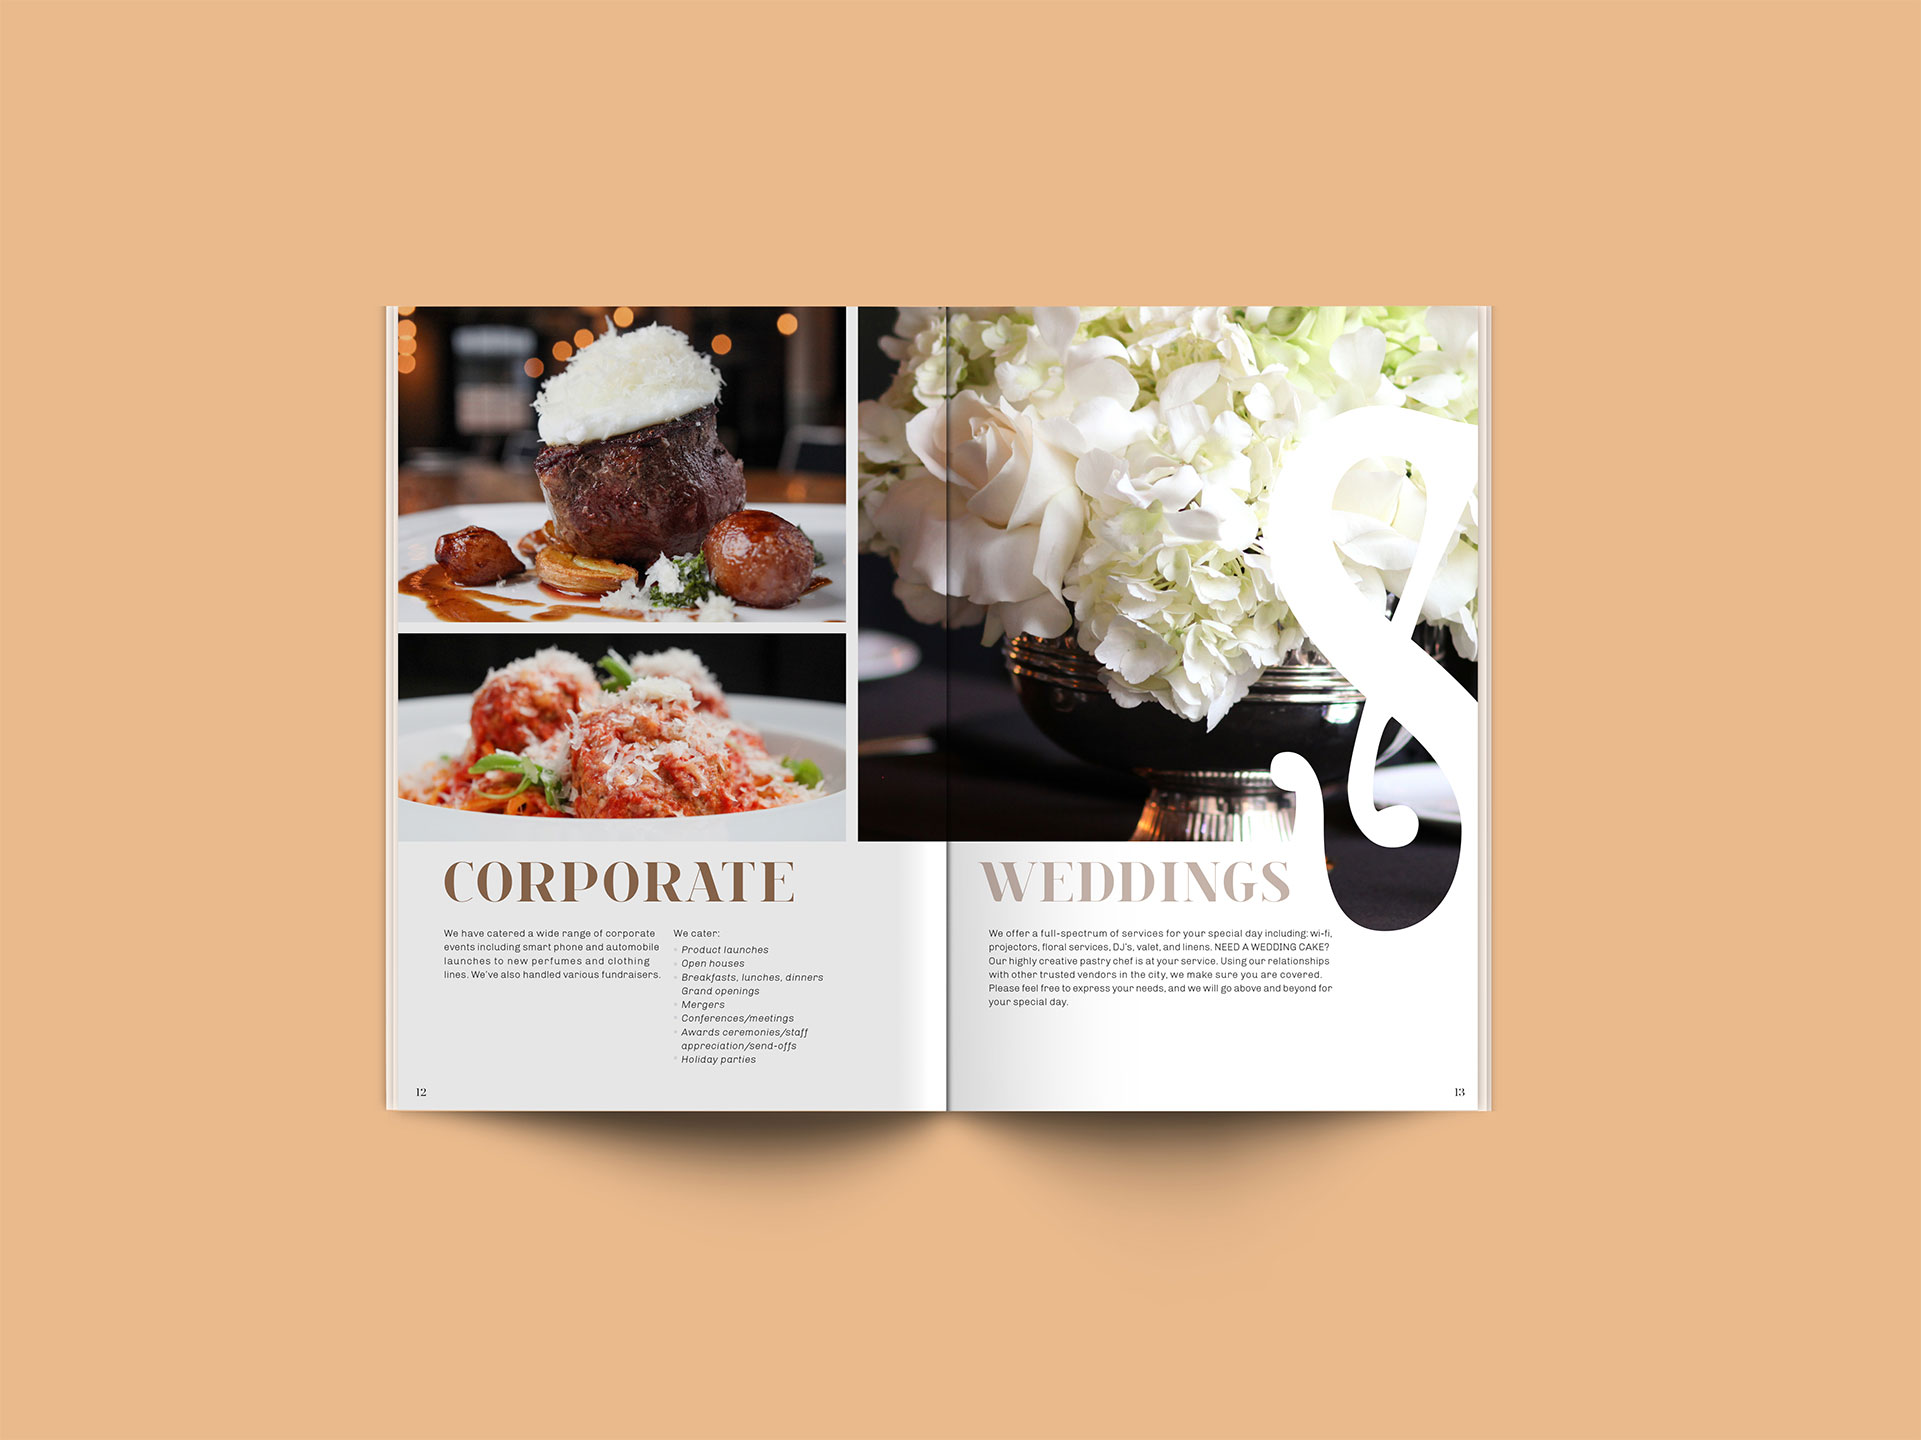 CORPORATE
We have catered a wide range of corporate
events including smart phone and automobile
launches to new perfumes and clothing
lines. We've also handled various fundraisers.
We cater:
• Product launches
• Open houses
• Breakfasts, lunches, dinners
Grand openings
• Mergers
• Conferences/meetings
• Awards ceremonies/staff
appreciation/send-offs
• Holiday parties
12
&
WEDDINGS
We offer a full-spectrum of services for your special day including: wi-fi,
projectors, floral services, DJ's, valet, and linens. NEED A WEDDING CAKE?
Our highly creative pastry chef is at your service. Using our relationships
with other trusted vendors in the city, we make sure you are covered.
Please feel free to express your needs, and we will go above and beyond for
your special day.
13